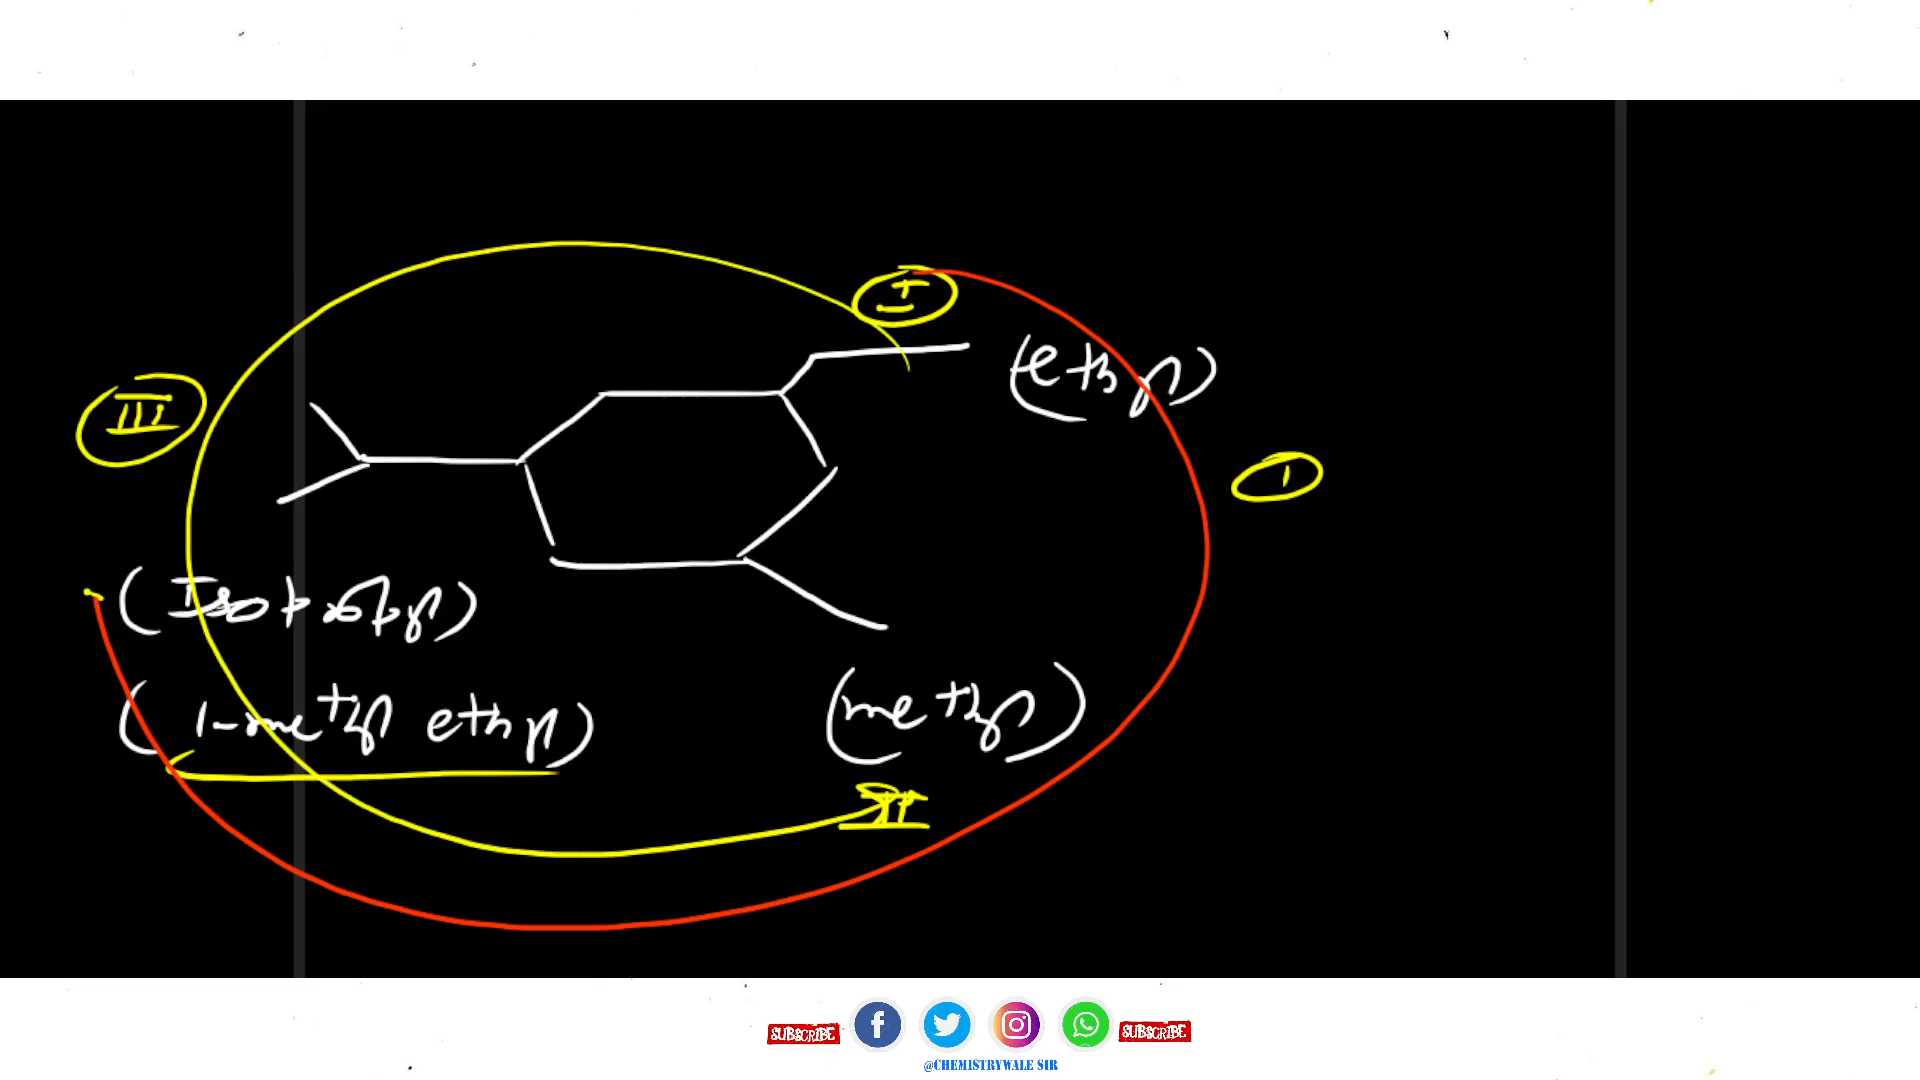 I
(ethyl)
III
1
(Isopropyl)
(1-methyl ethyl)
(methyl)
II
SUBSCRIBE
SUBSCRIBE
@CHEMISTRYWALE SIR